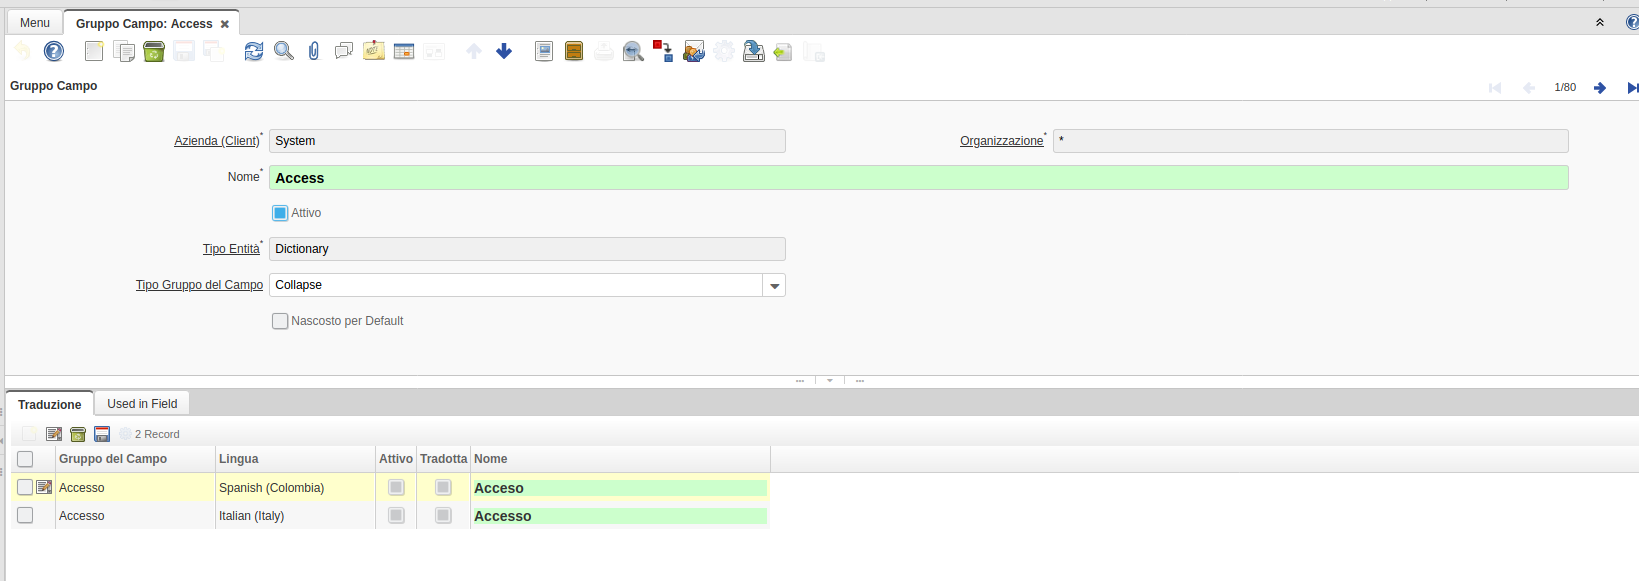 Menu
Gruppo Campo: Access
Gruppo Campo
1/80
Azienda (Client)* System
Organizzazione* *
Nome* Access
Attivo
Tipo Entità* Dictionary
Tipo Gruppo del Campo Collapse
Nascosto per Default
Traduzione
Used in Field
2 Record
Gruppo del Campo Lingua Attivo Tradotta Nome
Accesso Spanish (Colombia) Acceso
Accesso Italian (Italy) Accesso